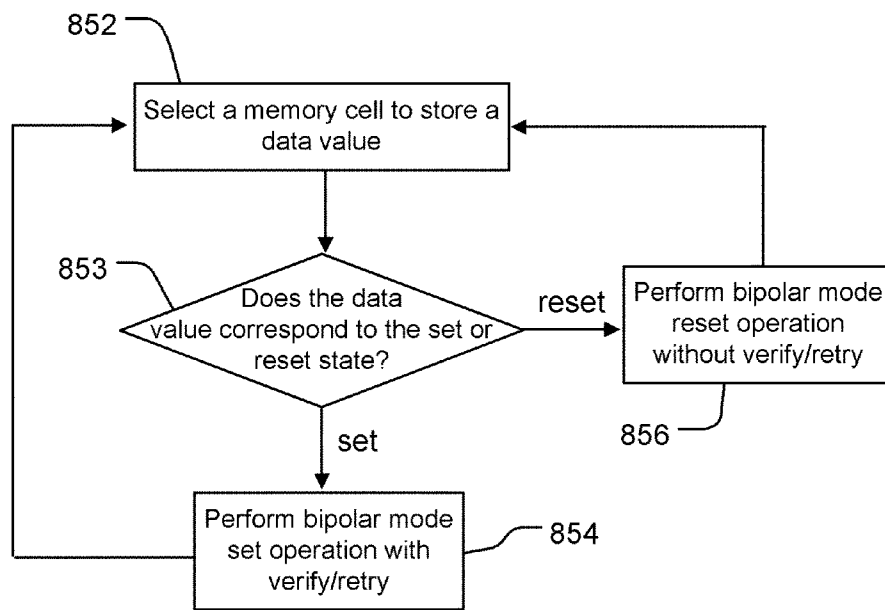 852
Select a memory cell to store a
data value
853
Does the data
value correspond to the set or
reset state?
reset
Perform bipolar mode
reset operation
without verify/retry
856
set
Perform bipolar mode
set operation with
verify/retry
854